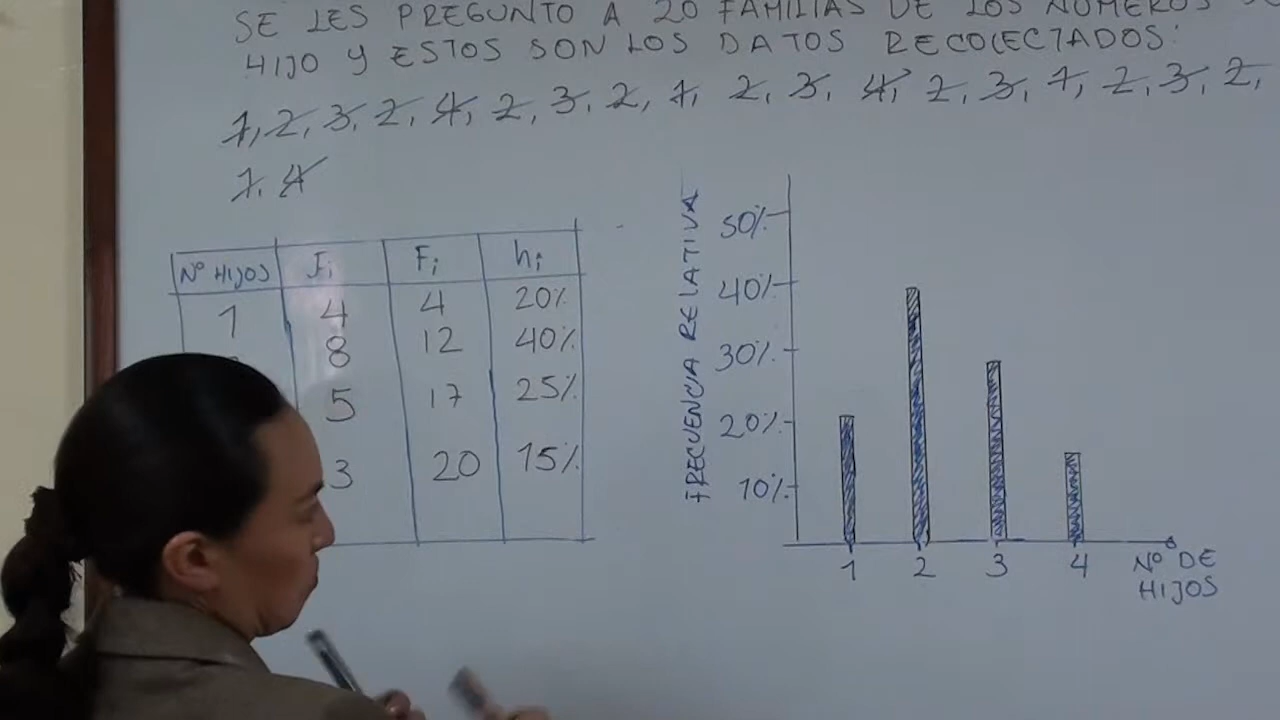 SE LES PREGUNTO A 20 FAMILIAS DE LOS NÚMEROS
HIJO Y ESTOS SON LOS DATOS RECOLECTADOS:
1, 2, 3, 2, 4, 2, 3, 2, 1, 2, 3, 4, 2, 3, 1, 2, 3, 2,
1, 4
Nº HIJOS fi Fi hi
1 4 4 20%
8 12 40%
5 17 25%
3 20 15%
FRECUENCIA RELATIVA
50%
40%
30%
20%
10%
1 2 3 4
Nº DE
HIJOS